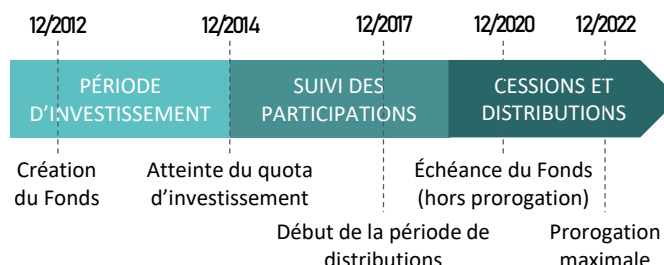 12/2012 12/2014 12/2017 12/2020 12/2022
PÉRIODE
D'INVESTISSEMENT
SUIVI DES
PARTICIPATIONS
CESSIONS ET
DISTRIBUTIONS
Création
du Fonds
Atteinte du quota
d'investissement
Échéance du Fonds
(hors prorogation)
Début de la période de
distributions
Prorogation
maximale